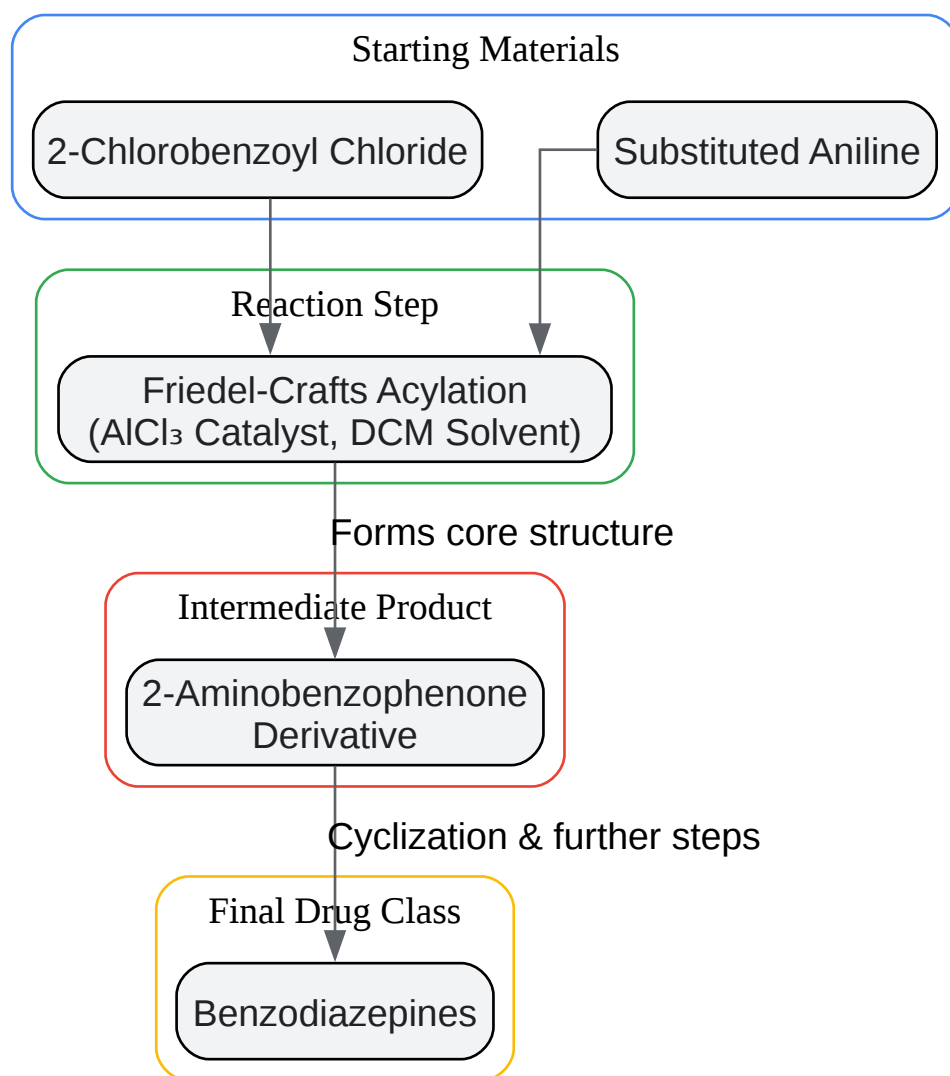 Starting Materials
2-Chlorobenzoyl Chloride
Substituted Aniline
Reaction Step
Friedel-Crafts Acylation
(AlCl₃ Catalyst, DCM Solvent)
Forms core structure
Intermediate Product
2-Aminobenzophenone
Derivative
Cyclization & further steps
Final Drug Class
Benzodiazepines